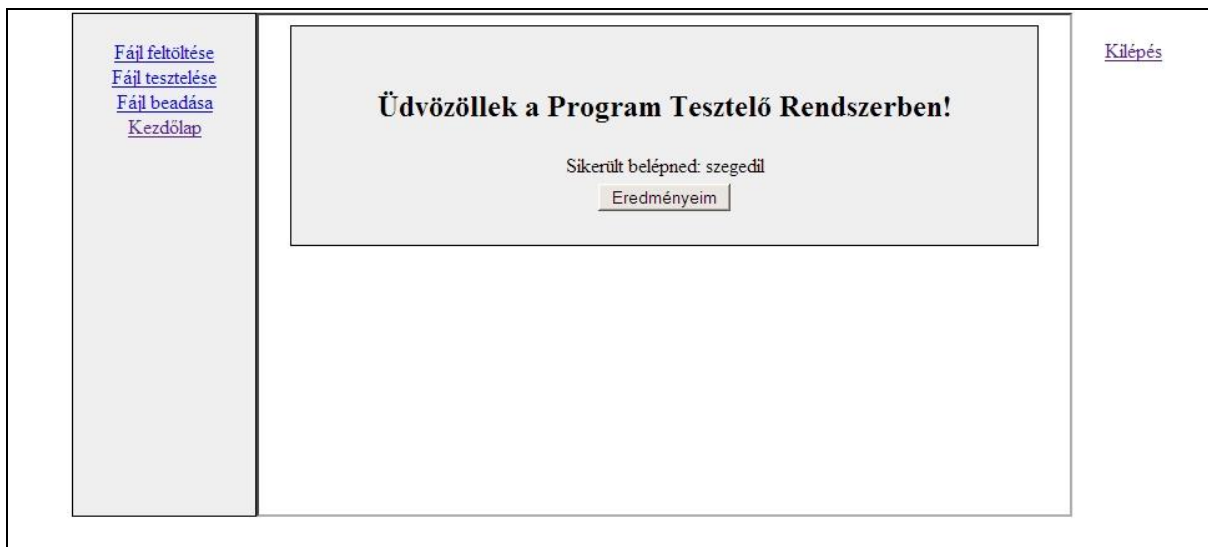 Fájl feltöltése
Fájl tesztelése
Fájl beadása
Kezdőlap
Üdvözöllek a Program Tesztelő Rendszerben!
Sikerült belépned: szegedil
Eredményeim
Kilépés